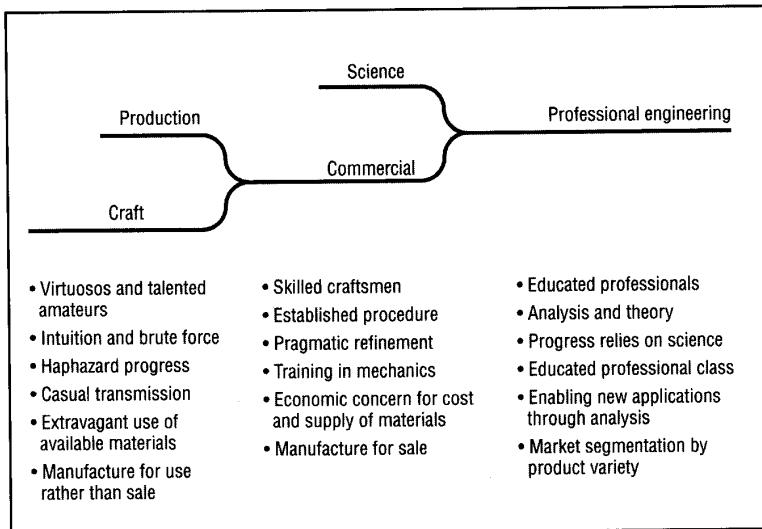 Science
Production
Professional engineering
Commercial
Craft
• Virtuosos and talented
amateurs
• Intuition and brute force
• Haphazard progress
• Casual transmission
• Extravagant use of
available materials
• Manufacture for use
rather than sale
• Skilled craftsmen
• Established procedure
• Pragmatic refinement
• Training in mechanics
• Economic concern for cost
and supply of materials
• Manufacture for sale
• Educated professionals
• Analysis and theory
• Progress relies on science
• Educated professional class
• Enabling new applications
through analysis
• Market segmentation by
product variety